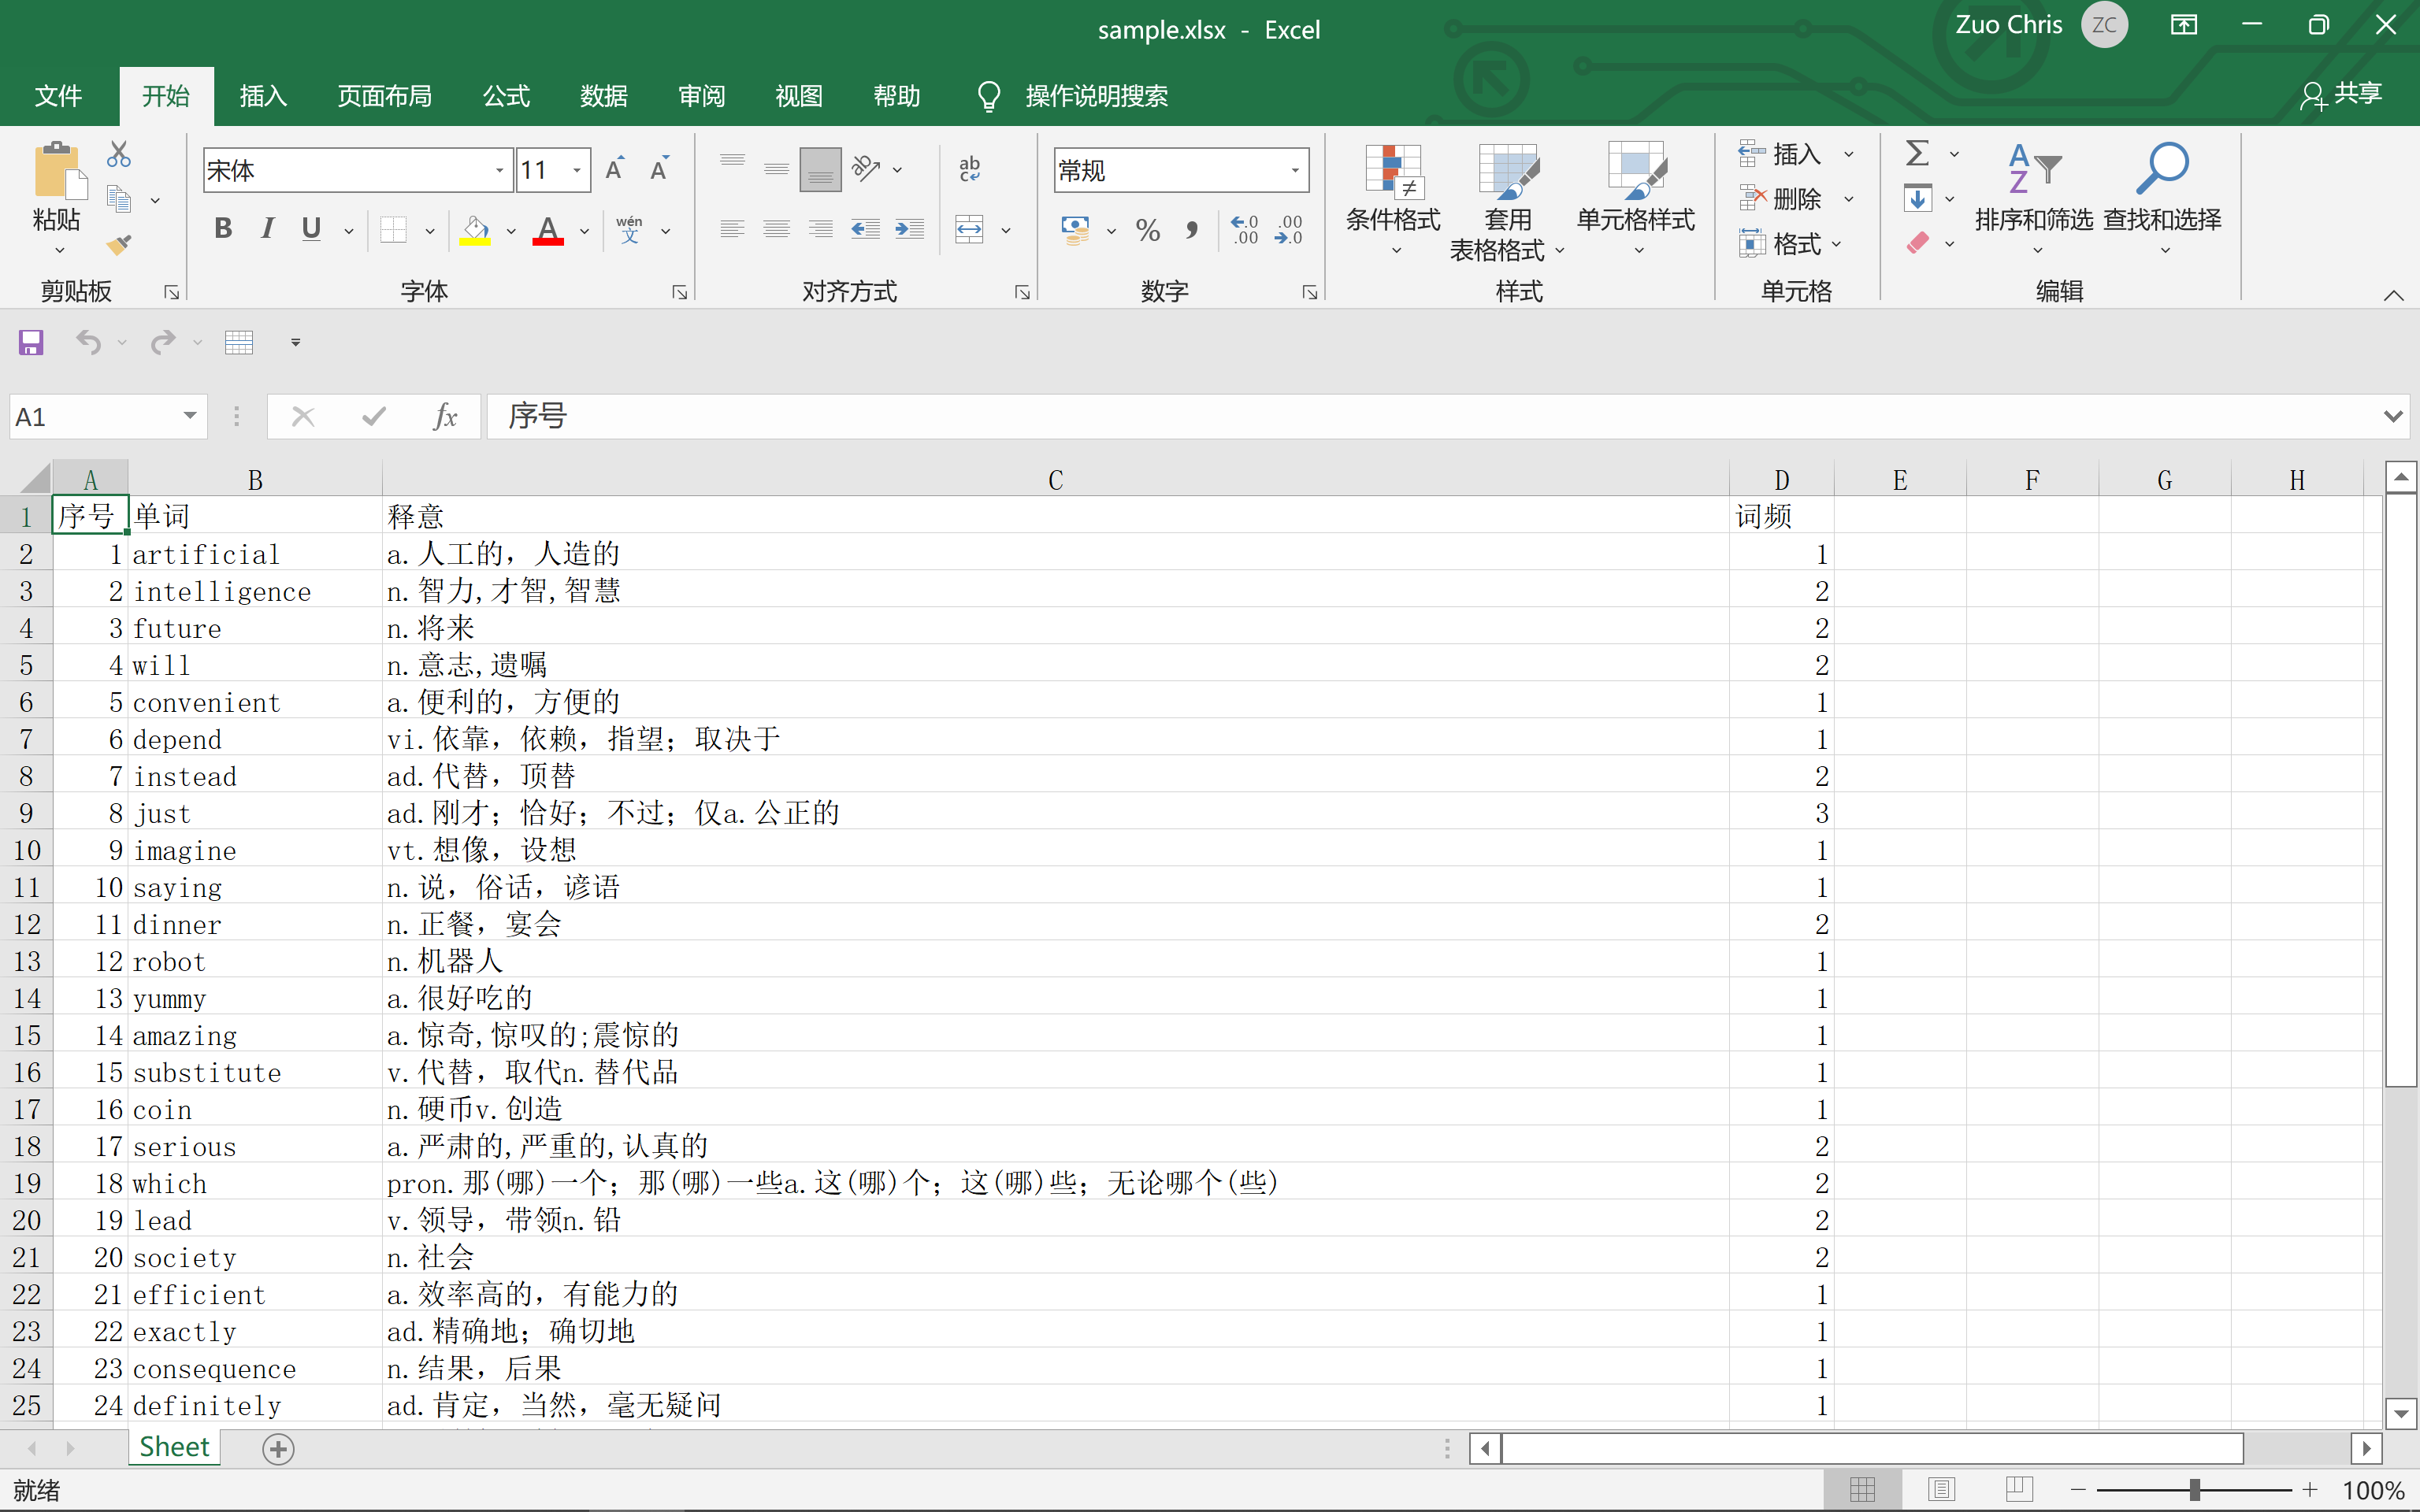 sample.xlsx - Excel
Zuo Chris ZC
文件 开始 插入 页面布局 公式 数据 审阅 视图 帮助 操作说明搜索 共享
宋体 11 A A ab c 常规 插入 Σ
粘贴 B I U A wén 文 % , .0 .00 .00 .0 条件格式 套用 表格格式 单元格样式 删除 格式 A Z 排序和筛选 查找和选择
剪贴板 字体 对齐方式 数字 样式 单元格 编辑
A1 fx 序号
A B C D E F G H
1 序号 单词 释意 词频
2 1 artificial a.人工的，人造的 1
3 2 intelligence n.智力,才智,智慧 2
4 3 future n.将来 2
5 4 will n.意志,遗嘱 2
6 5 convenient a.便利的，方便的 1
7 6 depend vi.依靠，依赖，指望；取决于 1
8 7 instead ad.代替，顶替 2
9 8 just ad.刚才；恰好；不过；仅a.公正的 3
10 9 imagine vt.想像，设想 1
11 10 saying n.说，俗话，谚语 1
12 11 dinner n.正餐，宴会 2
13 12 robot n.机器人 1
14 13 yummy a.很好吃的 1
15 14 amazing a.惊奇,惊叹的;震惊的 1
16 15 substitute v.代替，取代n.替代品 1
17 16 coin n.硬币v.创造 1
18 17 serious a.严肃的,严重的,认真的 2
19 18 which pron.那(哪)一个；那(哪)一些a.这(哪)个；这(哪)些；无论哪个(些) 2
20 19 lead v.领导，带领n.铅 2
21 20 society n.社会 2
22 21 efficient a.效率高的，有能力的 1
23 22 exactly ad.精确地；确切地 1
24 23 consequence n.结果，后果 1
25 24 definitely ad.肯定，当然，毫无疑问 1
Sheet
就绪 100%